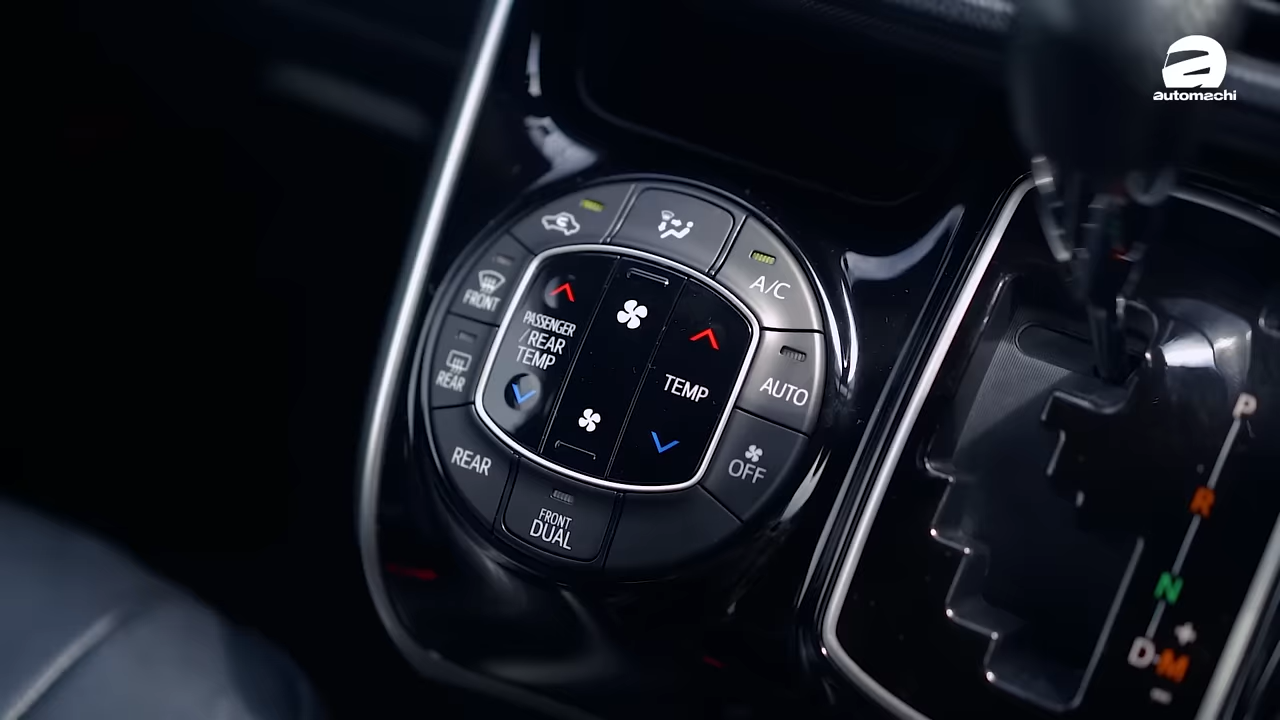 automachi
A/C
FRONT
PASSENGER
/REAR
TEMP
TEMP
REAR
AUTO
REAR
OFF
FRONT
DUAL
P
R
N
+
D-M
-